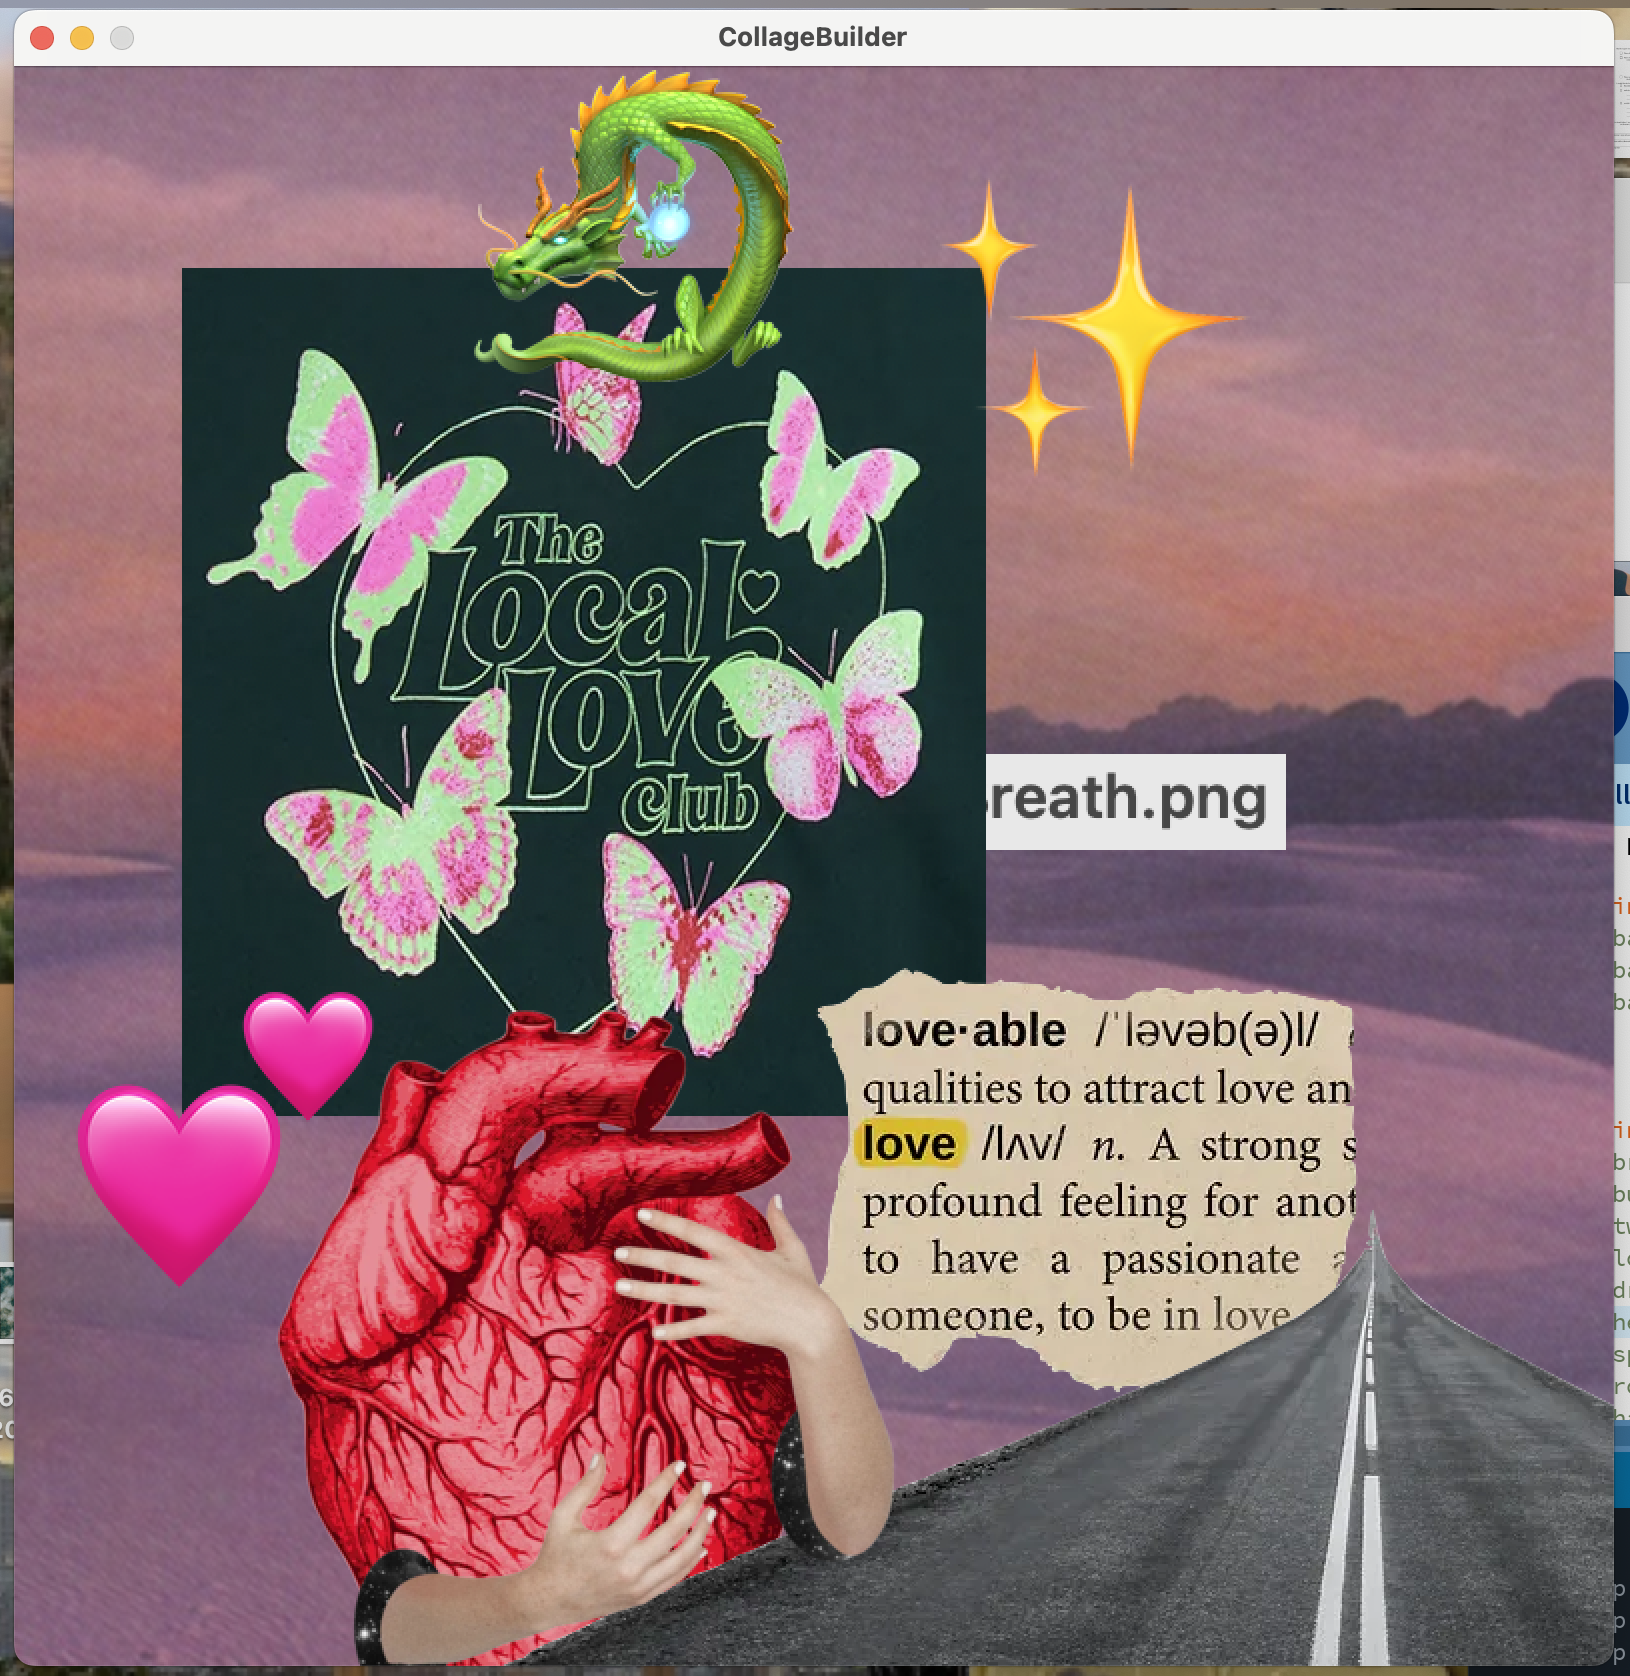 CollageBuilder
The
Local
Love
Club
reath.png
love·able /ˈləvəb(ə)l/
qualities to attract love an
love /lʌv/ n. A strong s
profound feeling for anot
to have a passionate a
someone, to be in love